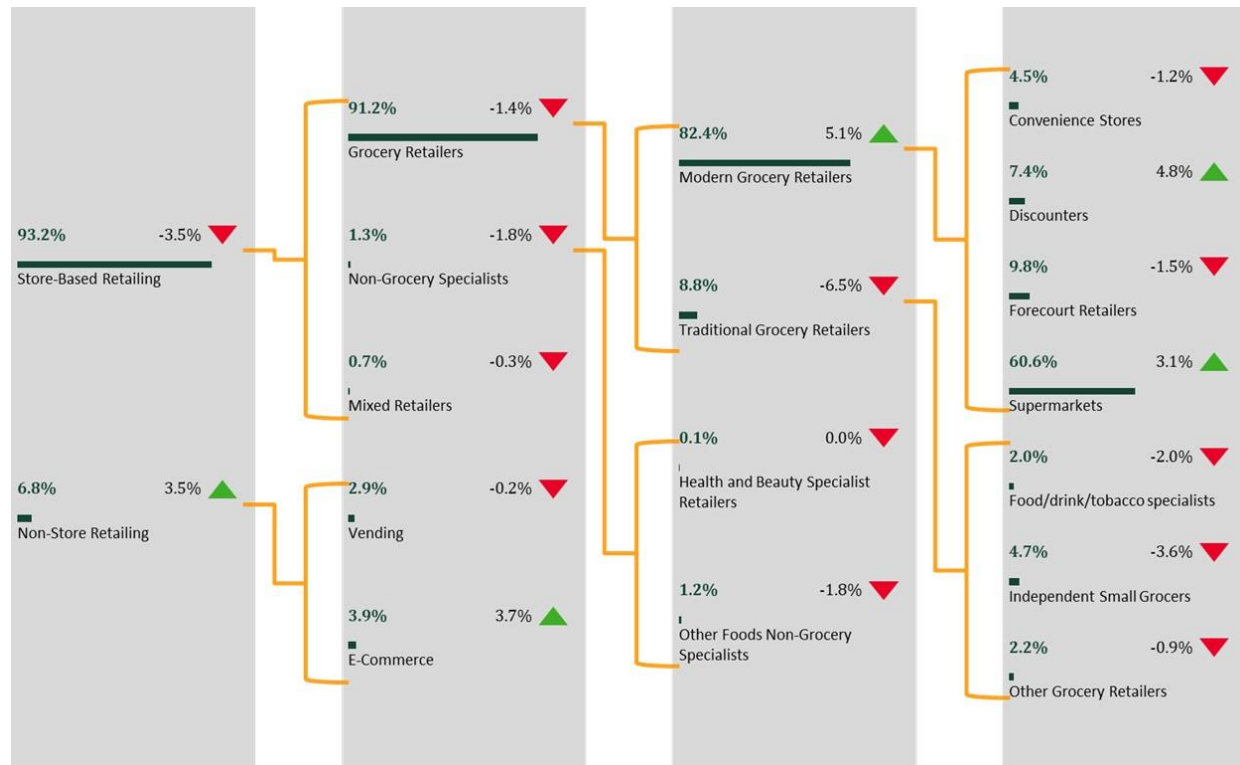 93.2% -3.5%
Store-Based Retailing
6.8% 3.5%
Non-Store Retailing
91.2% -1.4%
Grocery Retailers
1.3% -1.8%
Non-Grocery Specialists
0.7% -0.3%
Mixed Retailers
2.9% -0.2%
Vending
3.9% 3.7%
E-Commerce
82.4% 5.1%
Modern Grocery Retailers
8.8% -6.5%
Traditional Grocery Retailers
0.1% 0.0%
Health and Beauty Specialist
Retailers
1.2% -1.8%
Other Foods Non-Grocery
Specialists
4.5% -1.2%
Convenience Stores
7.4% 4.8%
Discounters
9.8% -1.5%
Forecourt Retailers
60.6% 3.1%
Supermarkets
2.0% -2.0%
Food/drink/tobacco specialists
4.7% -3.6%
Independent Small Grocers
2.2% -0.9%
Other Grocery Retailers